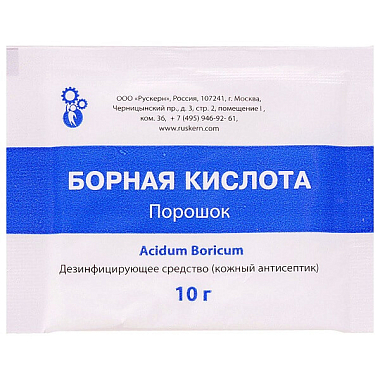 ООО «Рускерн», Россия, 107241, г. Москва,
Черницынский пр., д. 3, стр. 2, помещение I ,
ком. 36, + 7 (495) 946-92- 61,
www.ruskern.com
БОРНАЯ КИСЛОТА
Порошок
Acidum Boricum
Дезинфицирующее средство (кожный антисептик)
10 г